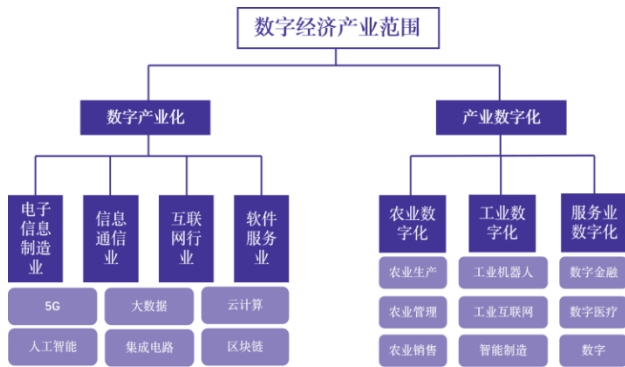 数字经济产业范围
数字产业化
产业数字化
电子
信息
制造
业
信息
通信
业
互联
网行
业
软件
服务
业
农业数
字化
工业数
字化
服务业
数字化
5G
大数据
云计算
人工智能
集成电路
区块链
农业生产
工业机器人
数字金融
农业管理
工业互联网
数字医疗
农业销售
智能制造
数字